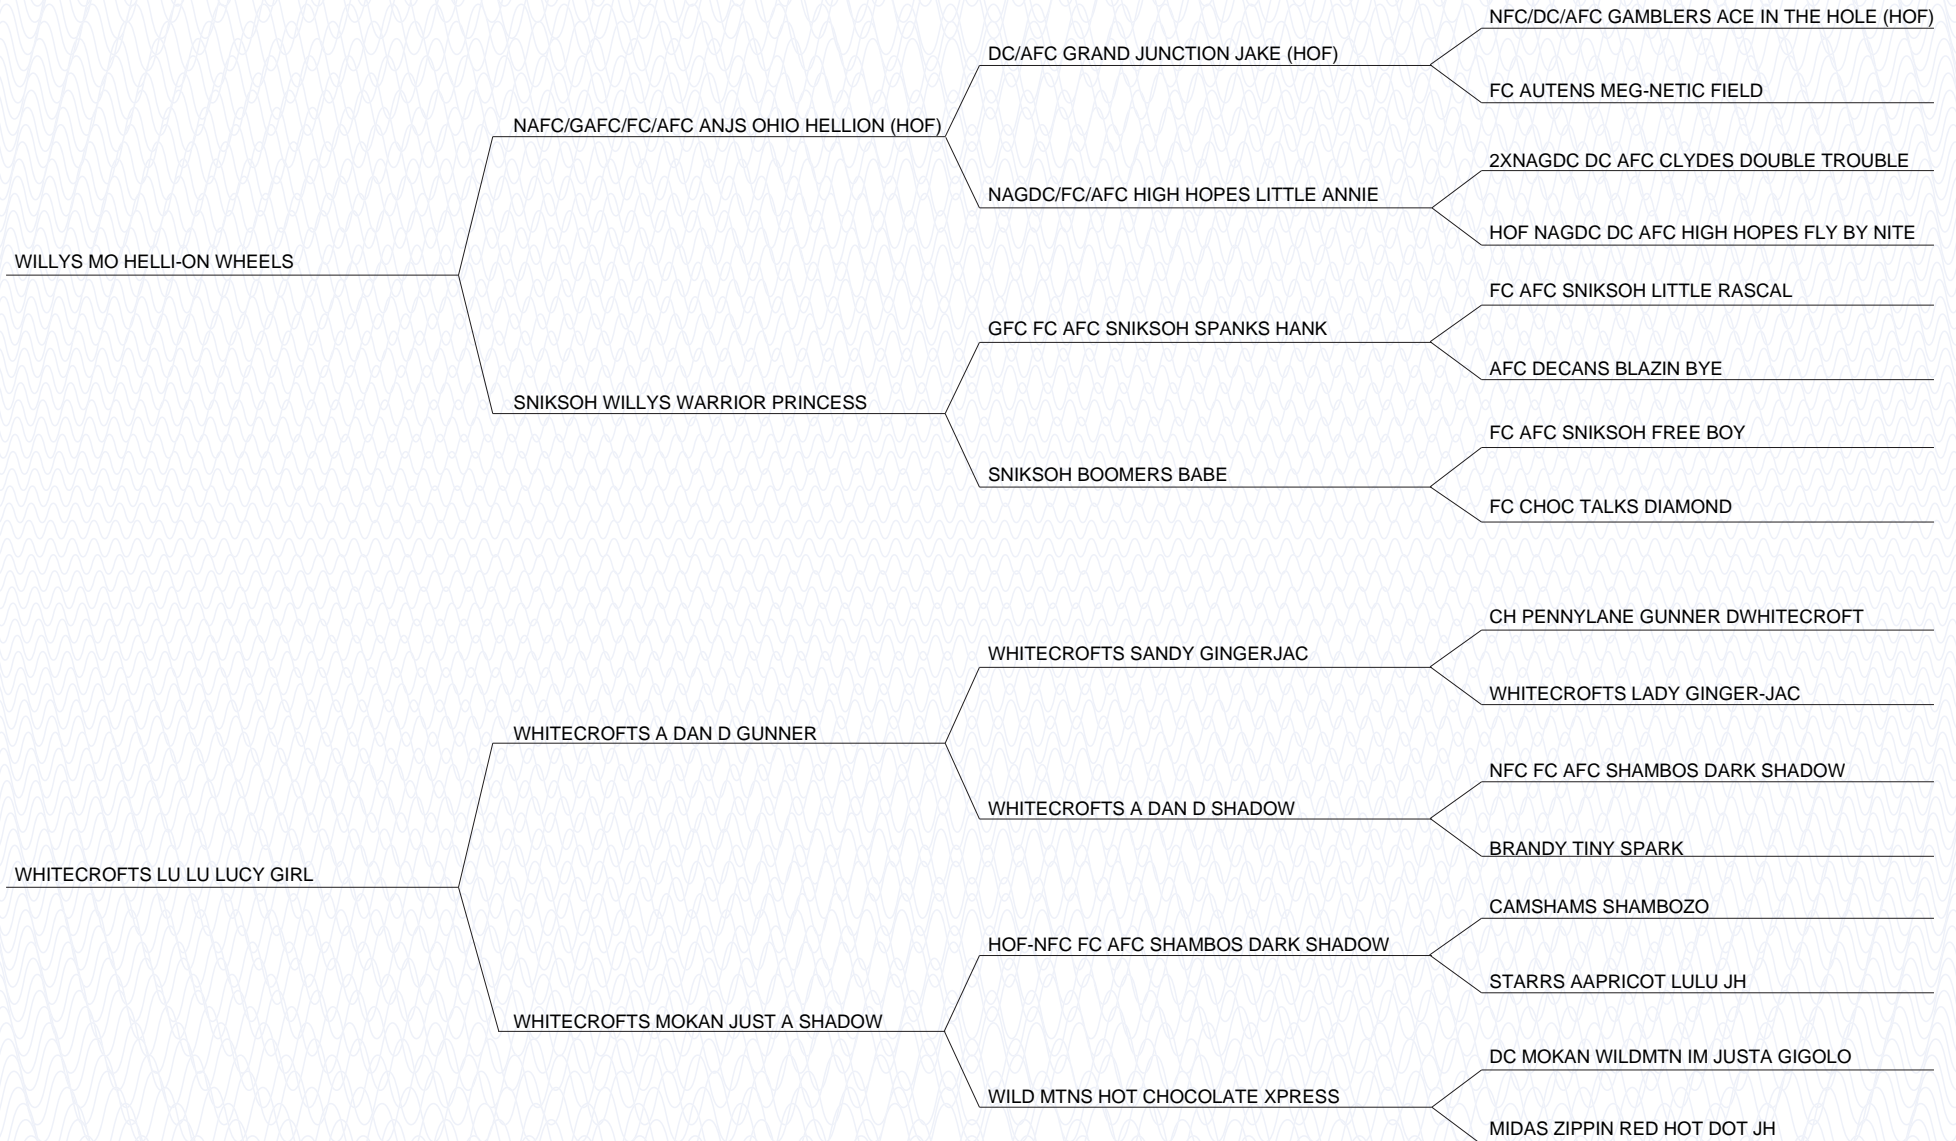 NFC/DC/AFC GAMBLERS ACE IN THE HOLE (HOF)
DC/AFC GRAND JUNCTION JAKE (HOF)
FC AUTENS MEG-NETIC FIELD
NAFC/GAFC/FC/AFC ANJS OHIO HELLION (HOF)
2XNAGDC DC AFC CLYDES DOUBLE TROUBLE
NAGDC/FC/AFC HIGH HOPES LITTLE ANNIE
HOF NAGDC DC AFC HIGH HOPES FLY BY NITE
WILLYS MO HELLI-ON WHEELS
FC AFC SNIKSOH LITTLE RASCAL
GFC FC AFC SNIKSOH SPANKS HANK
AFC DECANS BLAZIN BYE
SNIKSOH WILLYS WARRIOR PRINCESS
FC AFC SNIKSOH FREE BOY
SNIKSOH BOOMERS BABE
FC CHOC TALKS DIAMOND
CH PENNYLANE GUNNER DWHITECROFT
WHITECROFTS SANDY GINGERJAC
WHITECROFTS LADY GINGER-JAC
WHITECROFTS A DAN D GUNNER
NFC FC AFC SHAMBOS DARK SHADOW
WHITECROFTS A DAN D SHADOW
BRANDY TINY SPARK
WHITECROFTS LU LU LUCY GIRL
CAMSHAMS SHAMBOZO
HOF-NFC FC AFC SHAMBOS DARK SHADOW
STARRS AAPRICOT LULU JH
WHITECROFTS MOKAN JUST A SHADOW
DC MOKAN WILDMTN IM JUSTA GIGOLO
WILD MTNS HOT CHOCOLATE XPRESS
MIDAS ZIPPIN RED HOT DOT JH